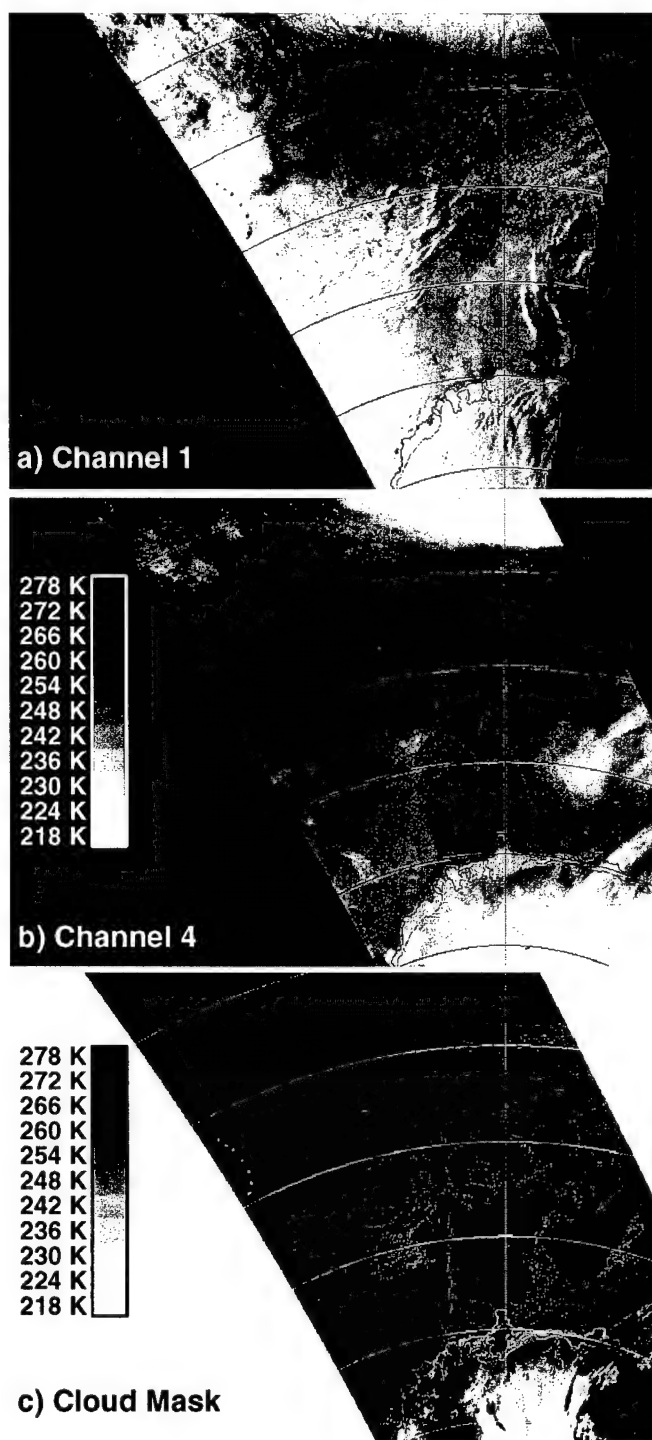 a) Channel 1
278 K
272 K
266 K
260 K
254 K
248 K
242 K
236 K
230 K
224 K
218 K
b) Channel 4
278 K
272 K
266 K
260 K
254 K
248 K
242 K
236 K
230 K
224 K
218 K
c) Cloud Mask